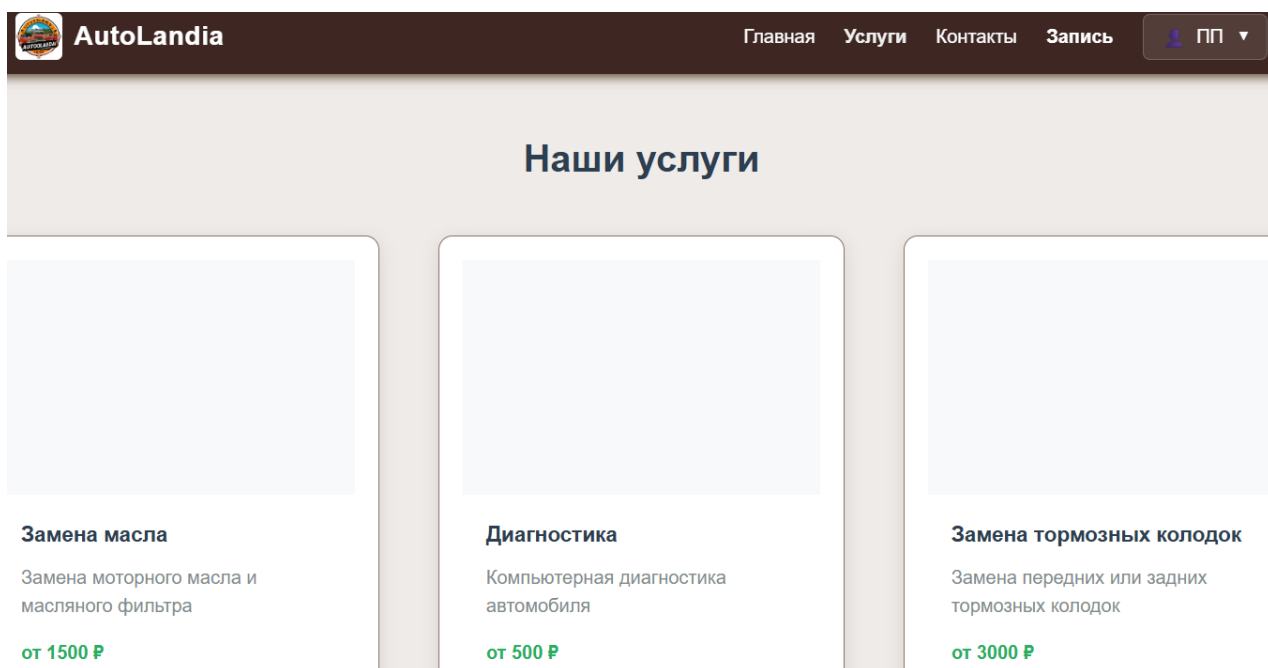 AutoLandia
Главная Услуги Контакты Запись ПП ▼
Наши услуги
Замена масла
Замена моторного масла и
масляного фильтра
от 1500 ₽
Диагностика
Компьютерная диагностика
автомобиля
от 500 ₽
Замена тормозных колодок
Замена передних или задних
тормозных колодок
от 3000 ₽